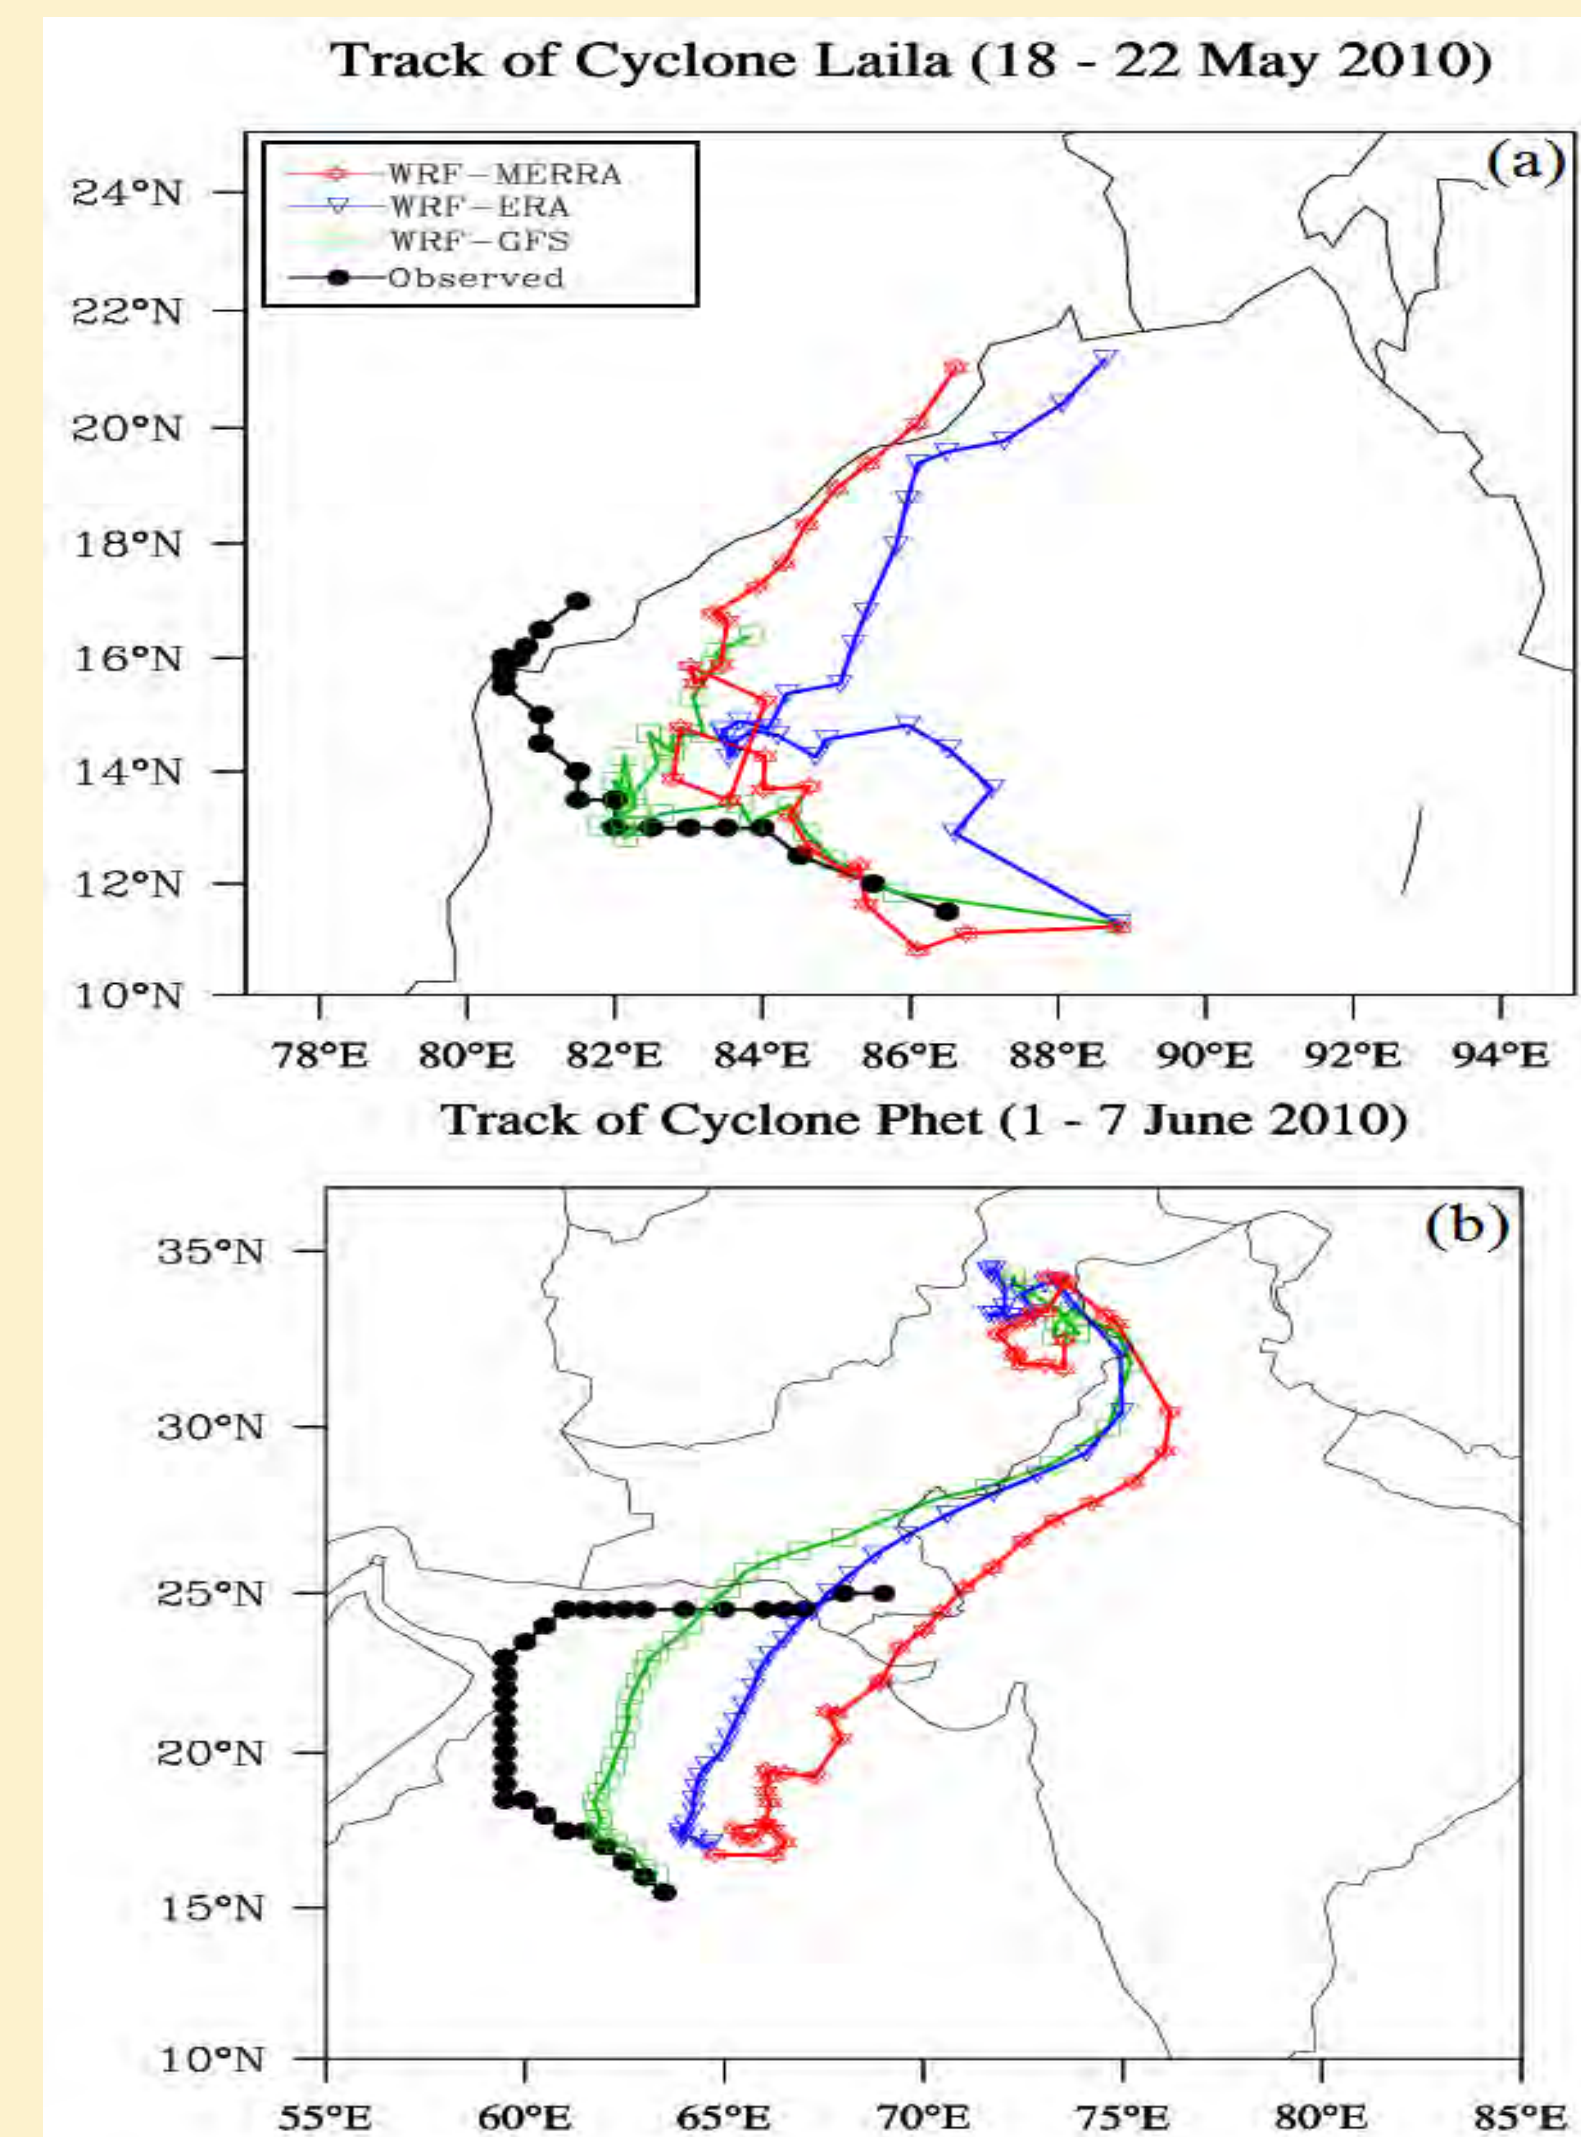 Track of Cyclone Laila (18 - 22 May 2010)
(a)
WRF-MERRA
WRF-ERA
WRF-GFS
Observed
24°N
22°N
20°N
18°N
16°N
14°N
12°N
10°N
78°E 80°E 82°E 84°E 86°E 88°E 90°E 92°E 94°E
Track of Cyclone Phet (1 - 7 June 2010)
(b)
35°N
30°N
25°N
20°N
15°N
10°N
55°E 60°E 65°E 70°E 75°E 80°E 85°E